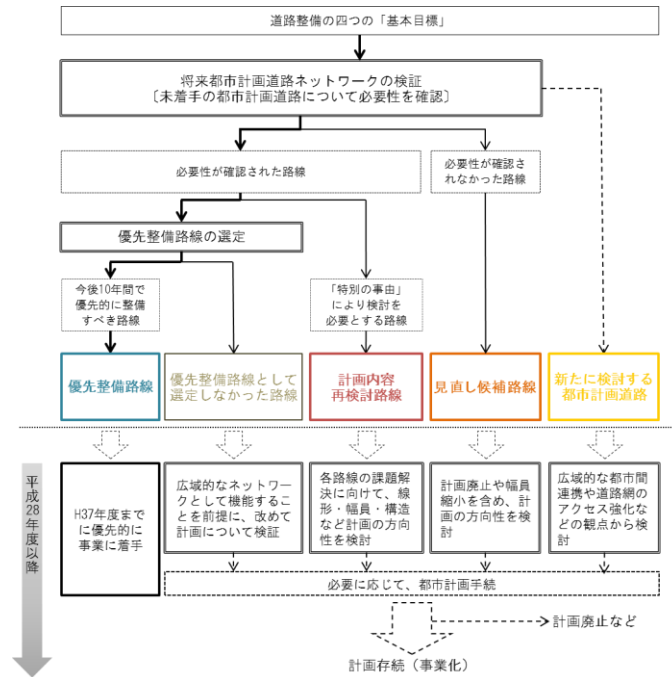 道路整備の四つの「基本目標」
将来都市計画道路ネットワークの検証
〔未着手の都市計画道路について必要性を確認〕
必要性が確認された路線
必要性が確認さ
れなかった路線
優先整備路線の選定
今後10年間で
優先的に整備
すべき路線
「特別の事由」
により検討を
必要とする路線
優先整備路線
優先整備路線として
選定しなかった路線
計画内容
再検討路線
見直し候補路線
新たに検討する
都市計画道路
平成28年度以降
H37年度まで
に優先的に
事業に着手
広域的なネットワ
ークとして機能するこ
とを前提に、改めて
計画について検証
各路線の課題解
決に向けて、線
形・幅員・構造
など計画の方向
性を検討
計画廃止や幅員
縮小を含め、計
画の方向性を検
討
広域的な都市間
連携や道路網の
アクセス強化な
どの観点から検
討
必要に応じて、都市計画手続
計画廃止など
計画存続（事業化）